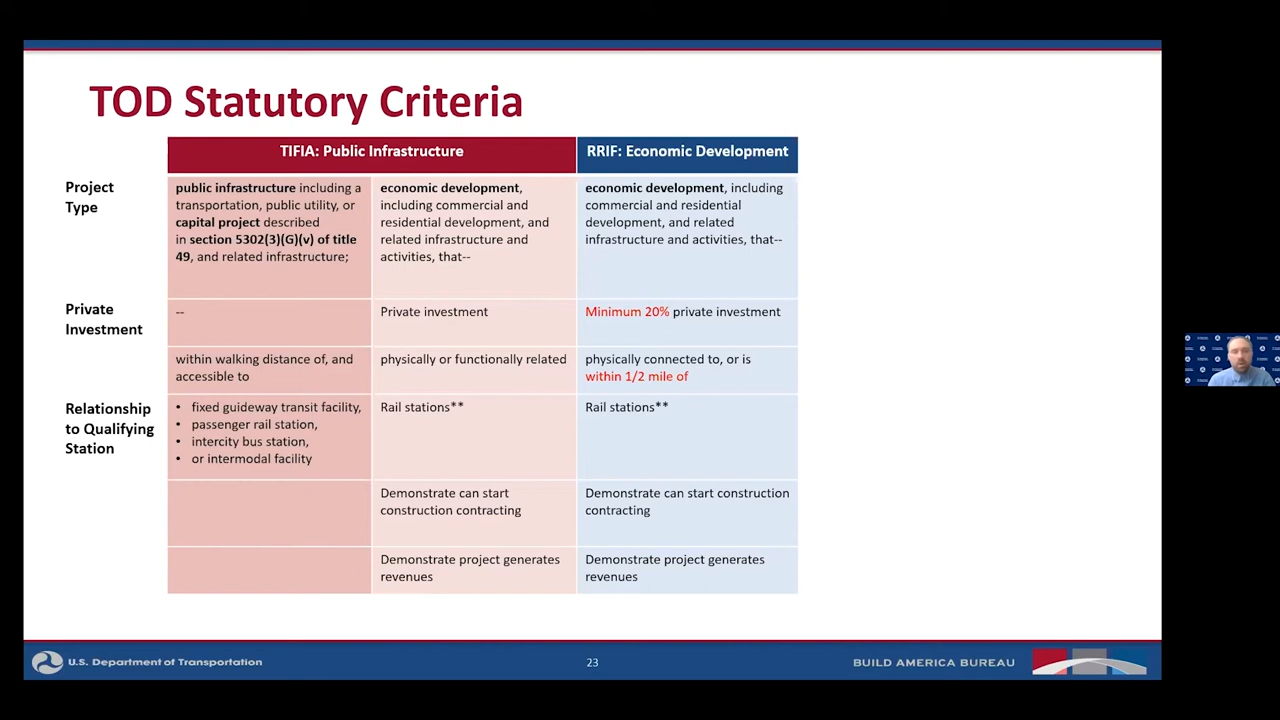 TOD Statutory Criteria
TIFIA: Public Infrastructure
RRIF: Economic Development
Project
Type
public infrastructure including a
transportation, public utility, or
capital project described
in section 5302(3)(G)(v) of title
49, and related infrastructure;
economic development,
including commercial and
residential development, and
related infrastructure and
activities, that--
economic development, including
commercial and residential
development, and related
infrastructure and activities, that--
Private
Investment
--
Private investment
Minimum 20% private investment
within walking distance of, and
accessible to
physically or functionally related
physically connected to, or is
within 1/2 mile of
Relationship
to Qualifying
Station
• fixed guideway transit facility,
• passenger rail station,
• intercity bus station,
• or intermodal facility
Rail stations**
Rail stations**
Demonstrate can start
construction contracting
Demonstrate can start construction
contracting
Demonstrate project generates
revenues
Demonstrate project generates
revenues
U.S. Department of Transportation
23
BUILD AMERICA BUREAU